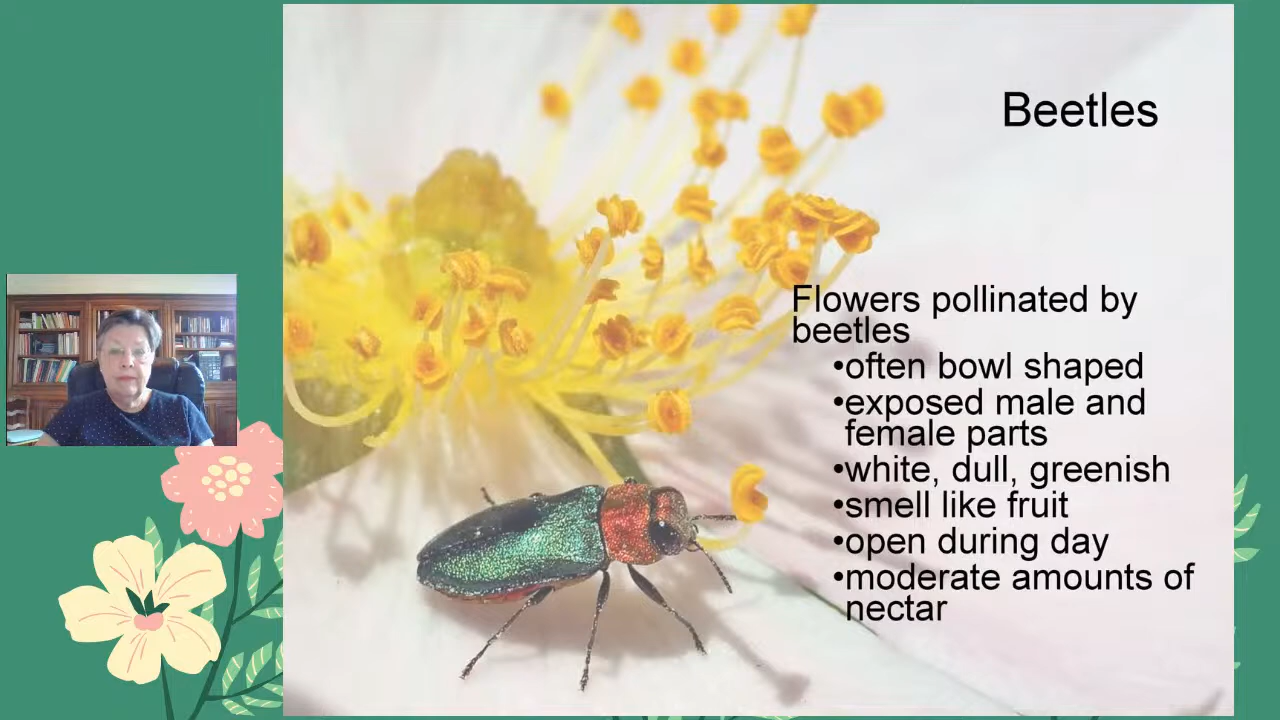 Beetles
Flowers pollinated by
beetles
•often bowl shaped
•exposed male and
female parts
•white, dull, greenish
•smell like fruit
•open during day
•moderate amounts of
nectar